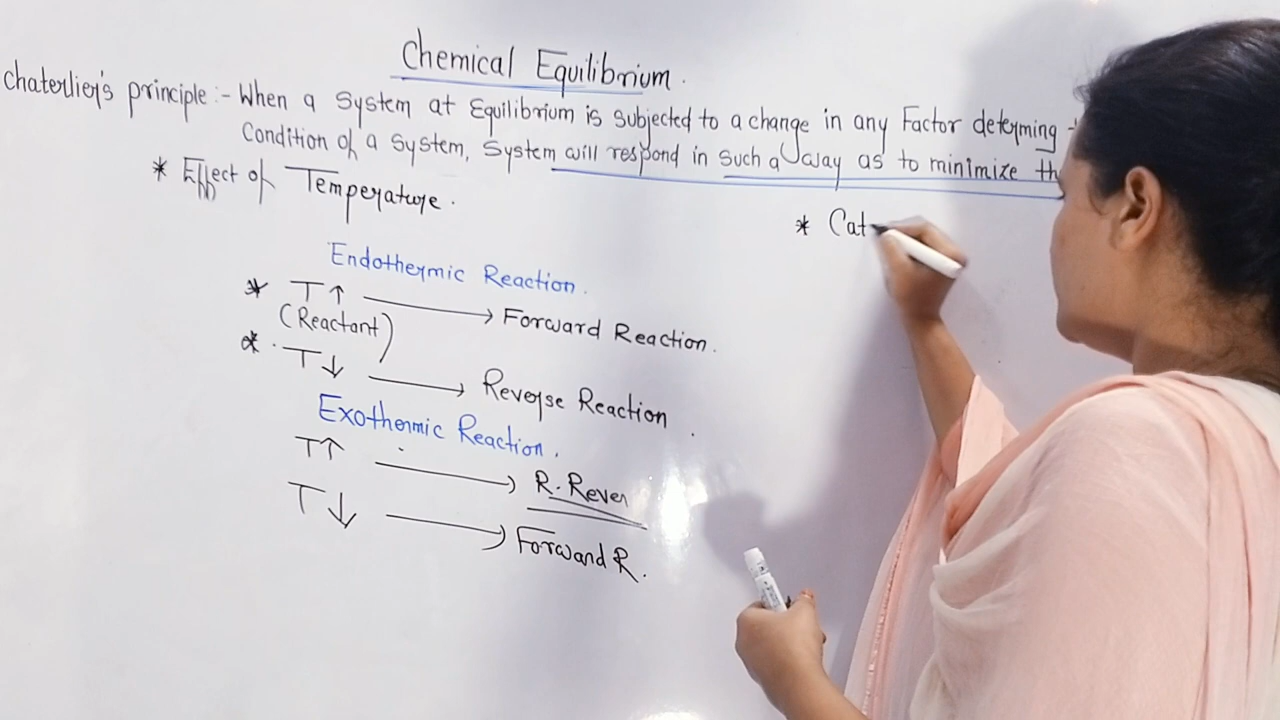 Chemical Equilibrium.
Chaterlier's principle :- When a System at Equilibrium is subjected to a change in any Factor determing
Condition of a system, System will respond in such a way as to minimize th
* Effect of Temperature.
* Cat
Endothermic Reaction.
* T↑ → Forward Reaction.
(Reactant)
* T↓ → Reverse Reaction.
Exothermic Reaction.
T↑ → R. Rever
T↓ → Forward R.